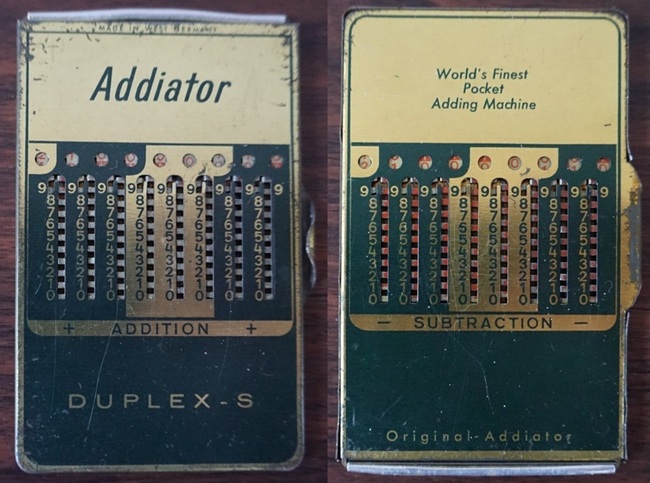 MADE IN WEST GERMANY
Addiator
9 9 9 9 9 9 9 9 9
8 8 8 8 8 8 8 8
7 7 7 7 7 7 7 7
6 6 6 6 6 6 6 6
5 5 5 5 5 5 5 5
4 4 4 4 4 4 4 4
3 3 3 3 3 3 3 3
2 2 2 2 2 2 2 2
1 1 1 1 1 1 1 1
0 0 0 0 0 0 0 0
+ ADDITION +
DUPLEX-S
World's Finest
Pocket
Adding Machine
9 9 9 9 9 9 9 9 9
8 8 8 8 8 8 8 8
7 7 7 7 7 7 7 7
6 6 6 6 6 6 6 6
5 5 5 5 5 5 5 5
4 4 4 4 4 4 4 4
3 3 3 3 3 3 3 3
2 2 2 2 2 2 2 2
1 1 1 1 1 1 1 1
0 0 0 0 0 0 0 0
− SUBTRACTION −
Original-Addiator